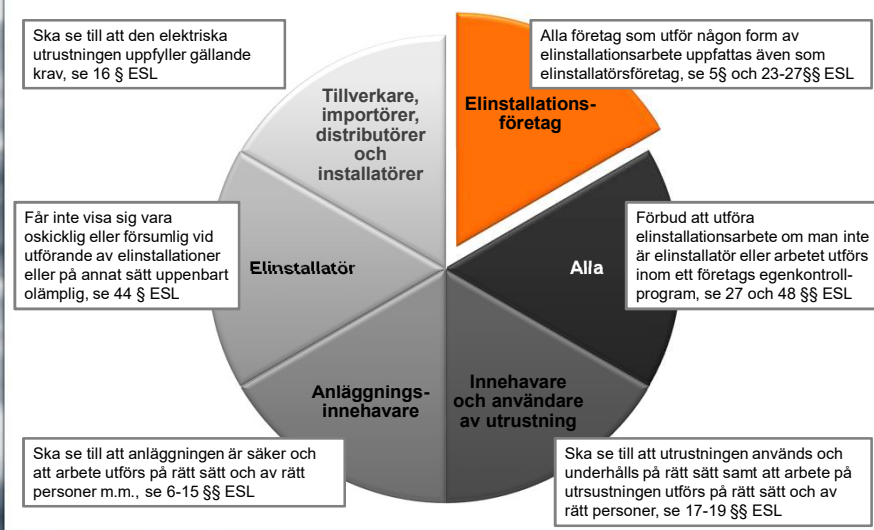 Ska se till att den elektriska
utrustningen uppfyller gällande
krav, se 16 § ESL
Alla företag som utför någon form av
elinstallationsarbete uppfattas även som
elinstallatörsföretag, se 5§ och 23-27§§ ESL
Tillverkare,
importörer,
distributörer
och
installatörer
Elinstallations-
företag
Får inte visa sig vara
oskicklig eller försumlig vid
utförande av elinstallationer
eller på annat sätt uppenbart
olämplig, se 44 § ESL
Elinstallatör
Alla
Förbud att utföra
elinstallationsarbete om man inte
är elinstallatör eller arbetet utförs
inom ett företags egenkontroll-
program, se 27 och 48 §§ ESL
Anläggnings-
innehavare
Innehavare
och användare
av utrustning
Ska se till att anläggningen är säker och
att arbete utförs på rätt sätt och av rätt
personer m.m., se 6-15 §§ ESL
Ska se till att utrustningen används och
underhålls på rätt sätt samt att arbete på
utrsustningen utförs på rätt sätt och av
rätt personer, se 17-19 §§ ESL